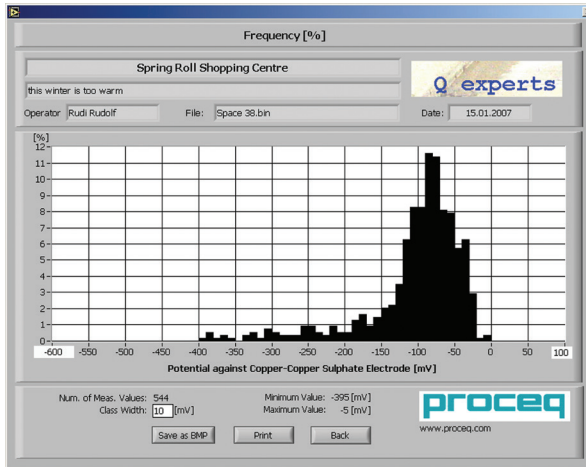 Frequency [%]
Spring Roll Shopping Centre
this winter is too warm
Q experts
Operator Rudi Rudolf File: Space 38.bin Date: 15.01.2007
[%]
12
11
10
9
8
7
6
5
4
3
2
1
0
-600 -550 -500 -450 -400 -350 -300 -250 -200 -150 -100 -50 0 50 100
Potential against Copper-Copper Sulphate Electrode [mV]
Num. of Meas. Values: 544 Minimum Value: -395 [mV]
Class Width: 10 [mV] Maximum Value: -5 [mV]
proceq
Save as BMP Print Back www.proceq.com